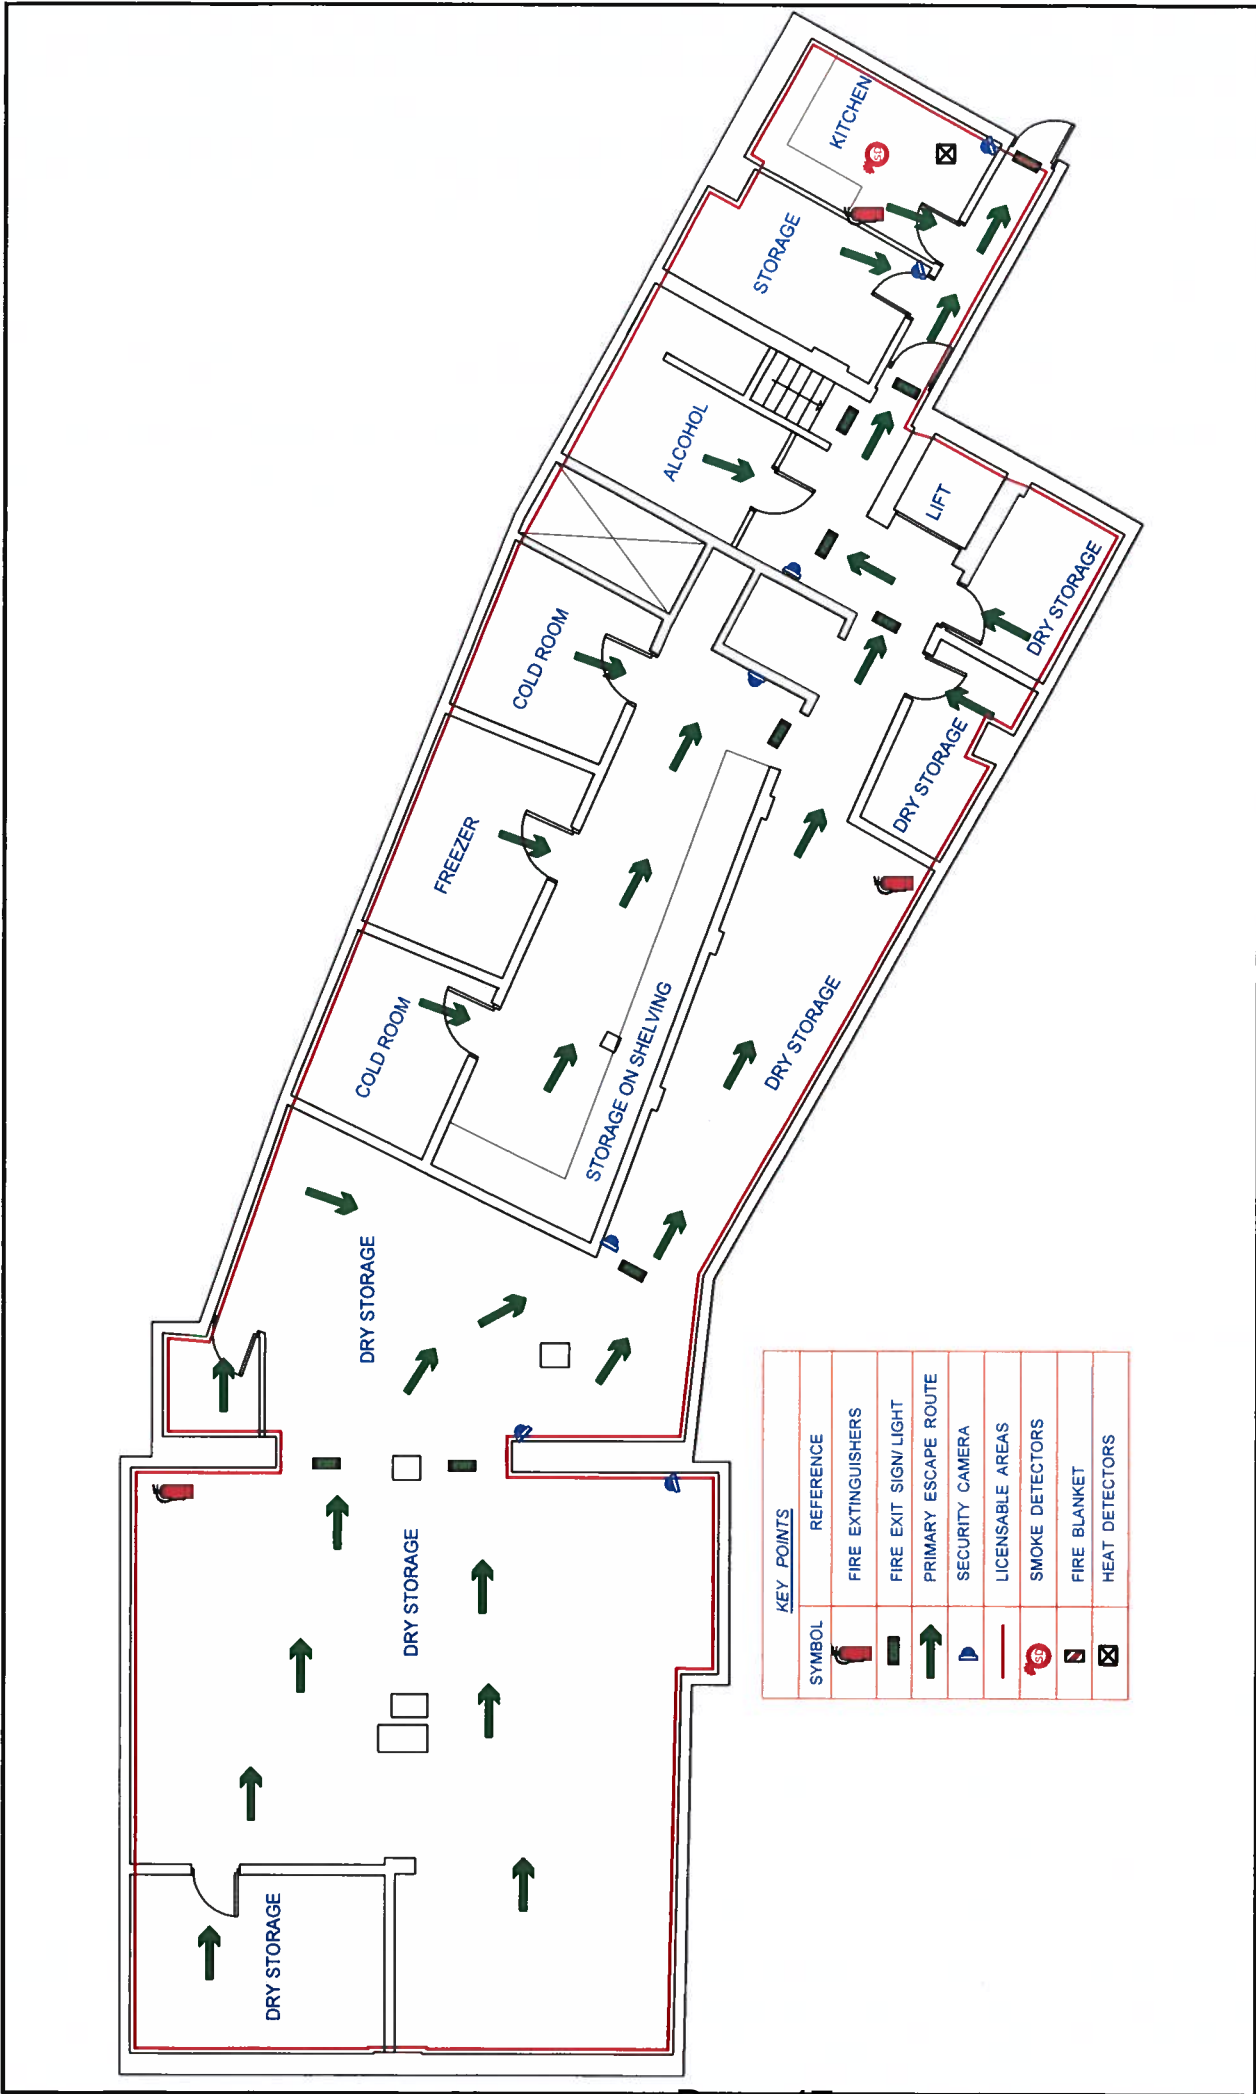 KITCHEN
SD
STORAGE
ALCOHOL
LIFT
DRY STORAGE
COLD ROOM
DRY STORAGE
FREEZER
COLD ROOM
STORAGE ON SHELVING
DRY STORAGE
DRY STORAGE
DRY STORAGE
DRY STORAGE
KEY POINTS
SYMBOL REFERENCE
FIRE EXTINGUISHERS
FIRE EXIT SIGN/LIGHT
PRIMARY ESCAPE ROUTE
SECURITY CAMERA
LICENSABLE AREAS
SD SMOKE DETECTORS
FIRE BLANKET
HEAT DETECTORS